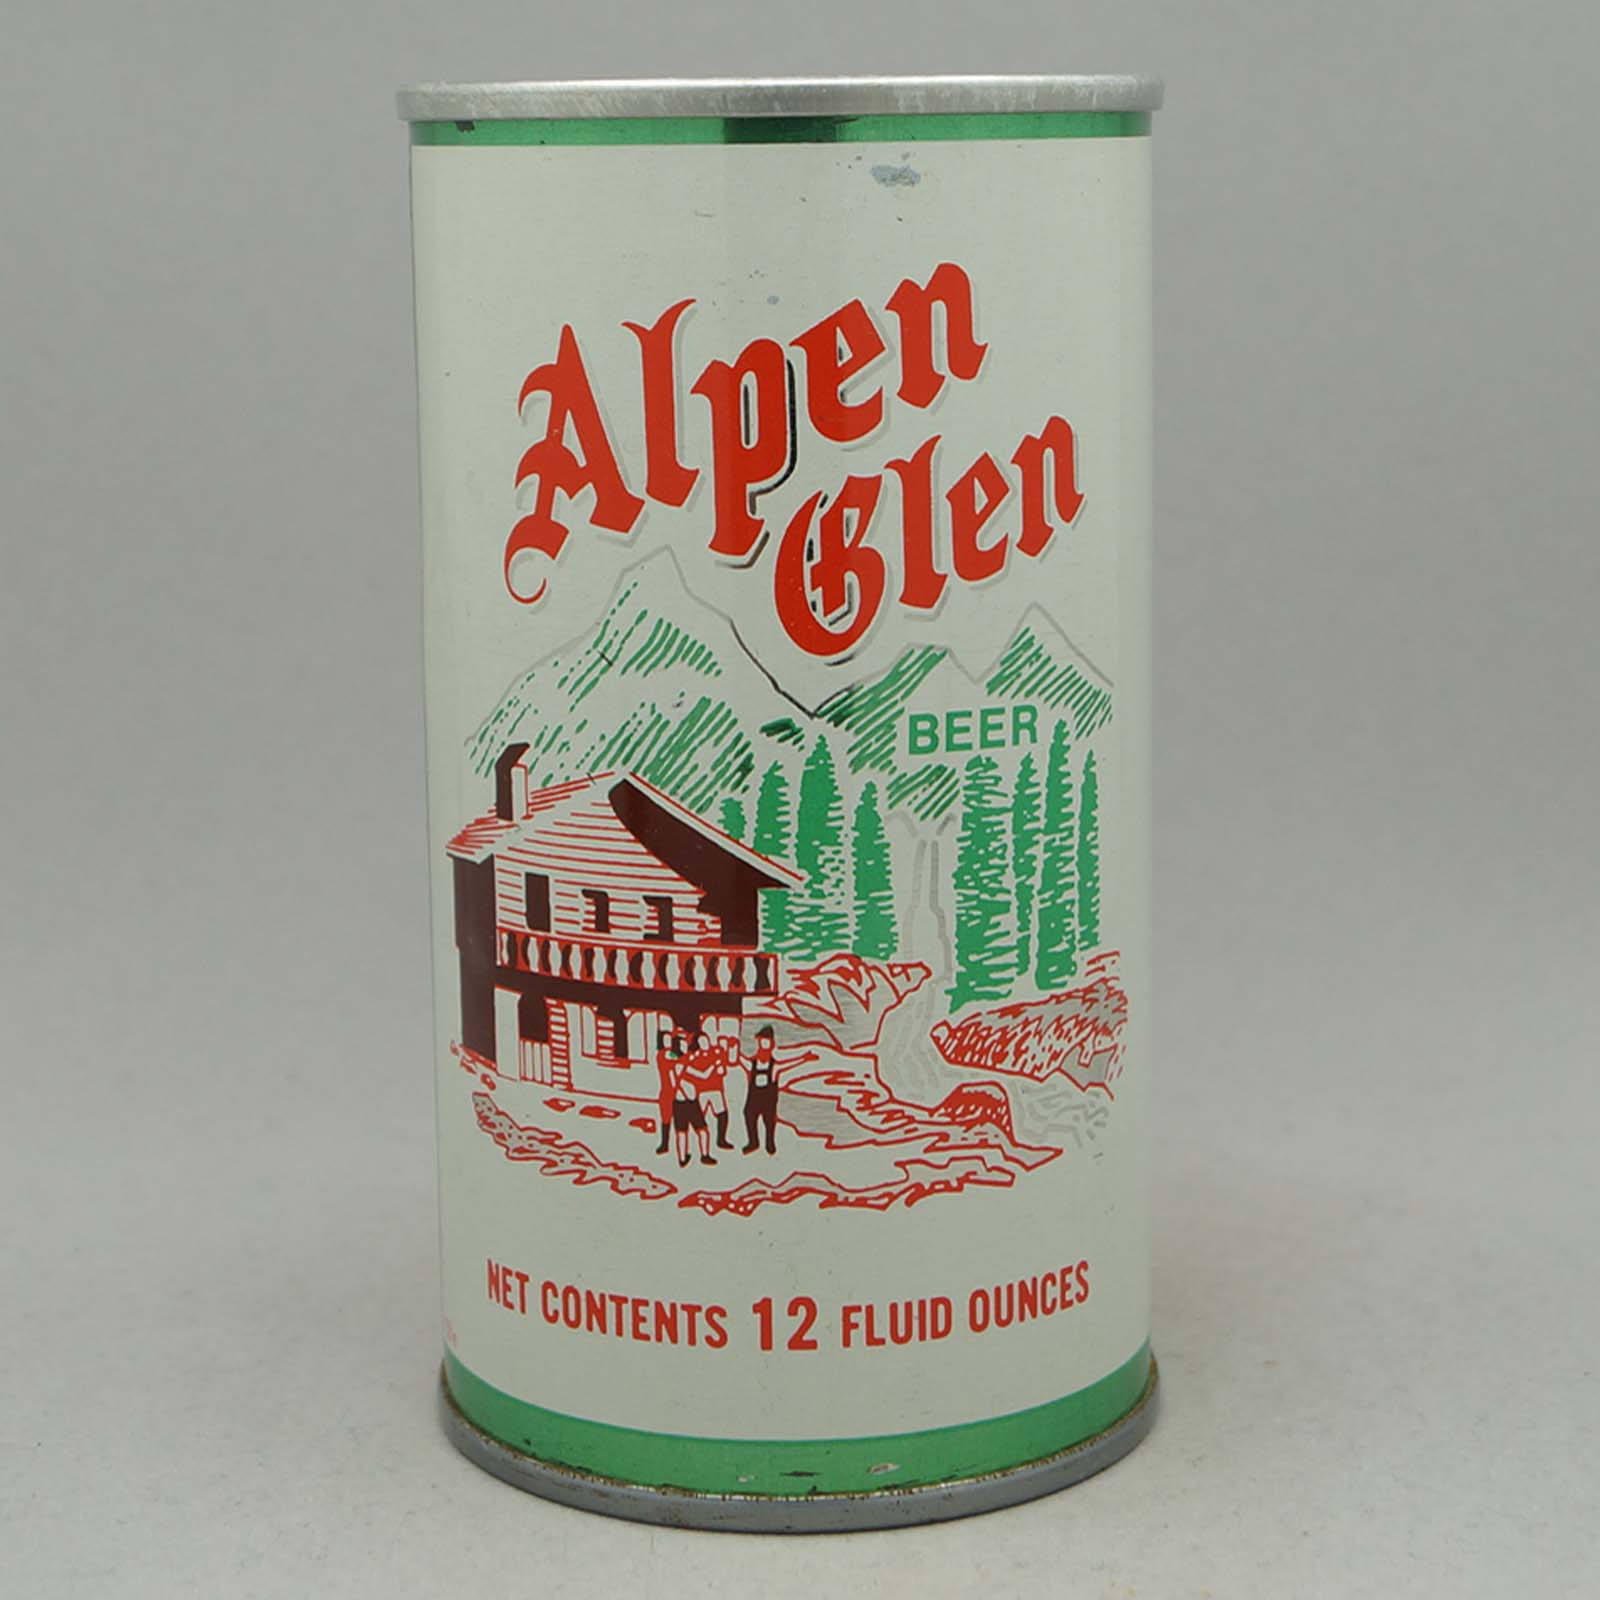 Alpen
Glen
BEER
NET CONTENTS 12 FLUID OUNCES